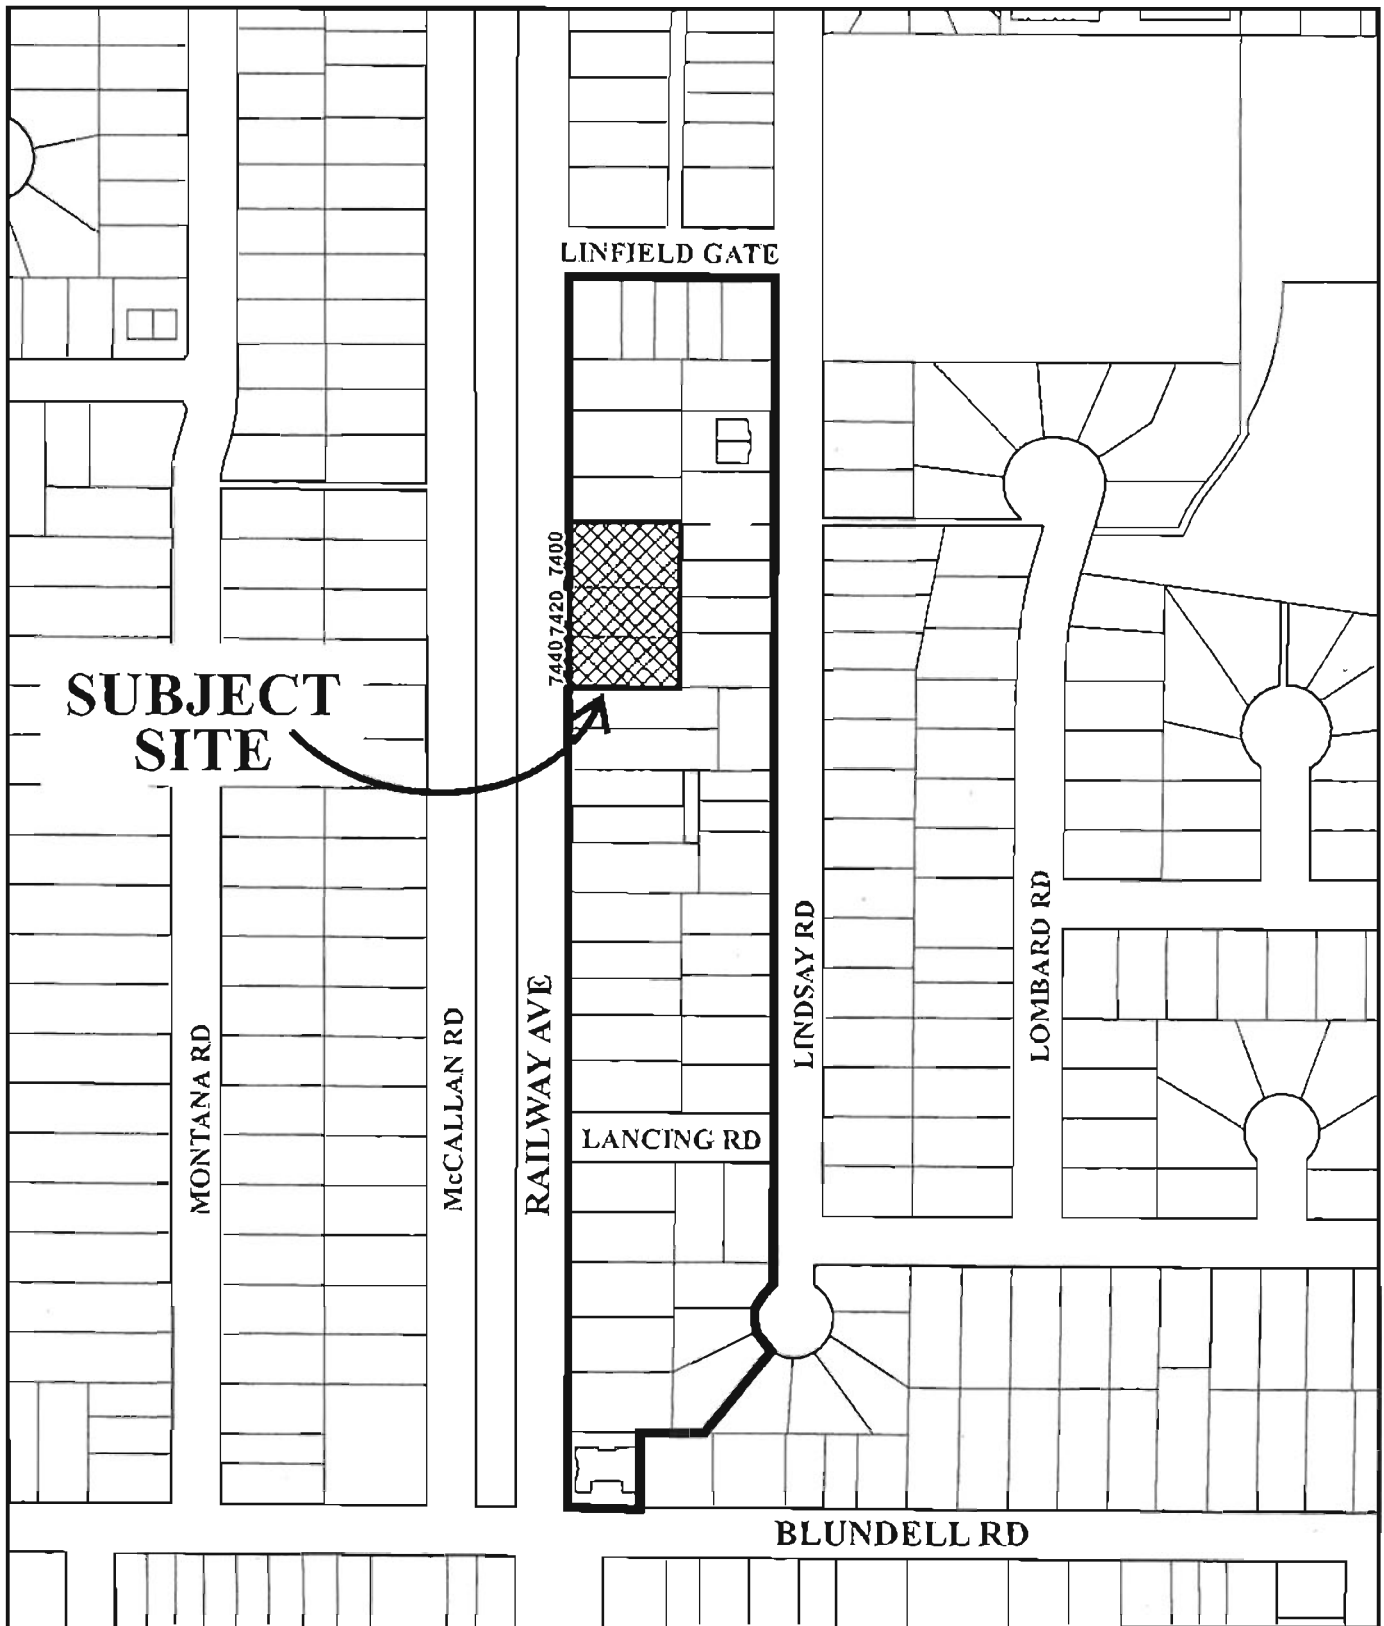 LINFIELD GATE
7400
7420
7440
SUBJECT
SITE
LINDSAY RD
LOMBARD RD
MONTANA RD
McCALLAN RD
RAILWAY AVE
LANCING RD
BLUNDELL RD